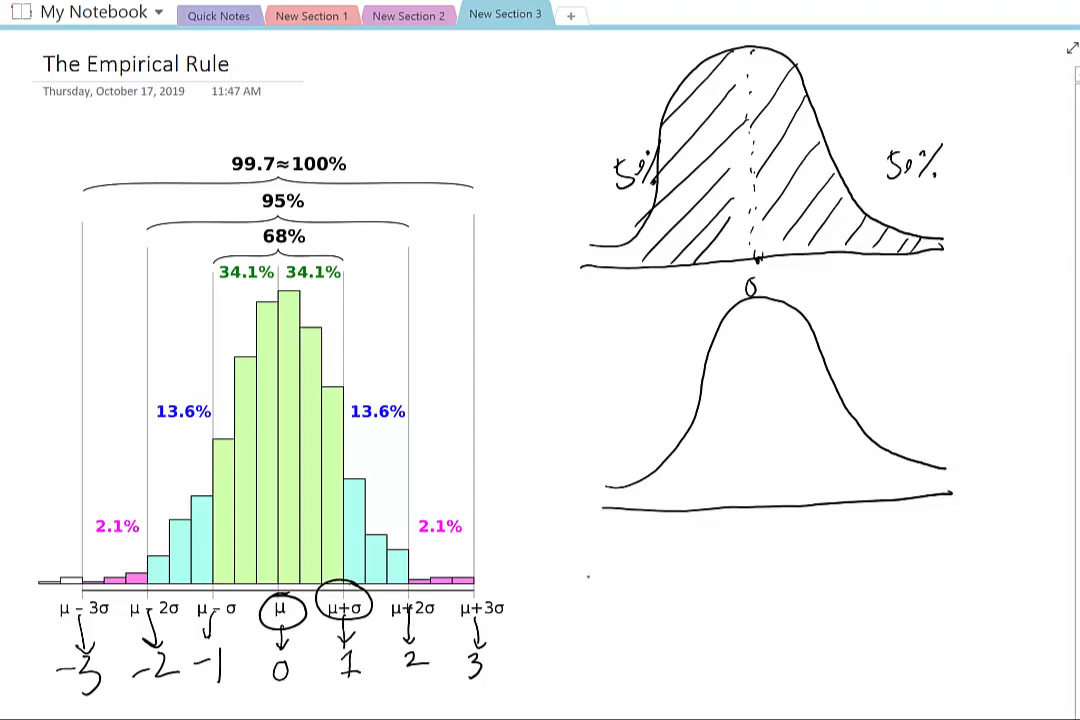 My Notebook
Quick Notes
New Section 1
New Section 2
New Section 3
+
The Empirical Rule
Thursday, October 17, 2019 11:47 AM
99.7≈100%
95%
68%
34.1% 34.1%
13.6% 13.6%
2.1% 2.1%
μ - 3σ μ - 2σ μ - σ μ μ+σ μ+2σ μ+3σ
-3 -2 -1 0 1 2 3
50% 50%
0